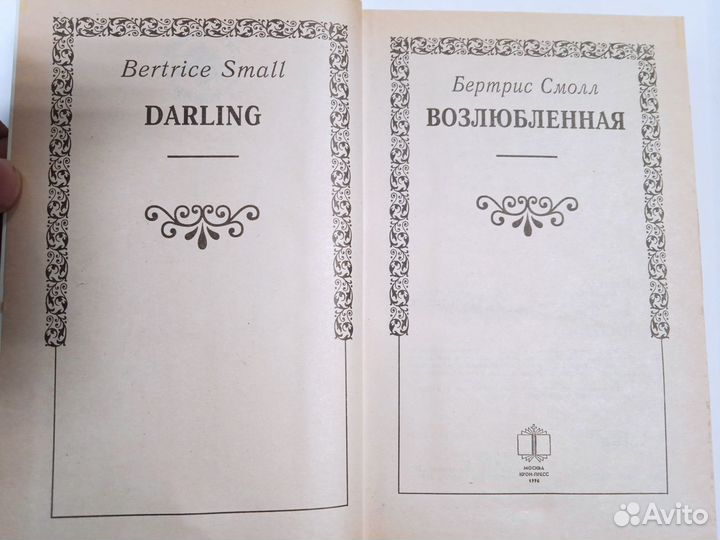 Bertrice Small
DARLING
Бертрис Смолл
ВОЗЛЮБЛЕННАЯ
МОСКВА
КРОН-ПРЕСС
1996
Avito